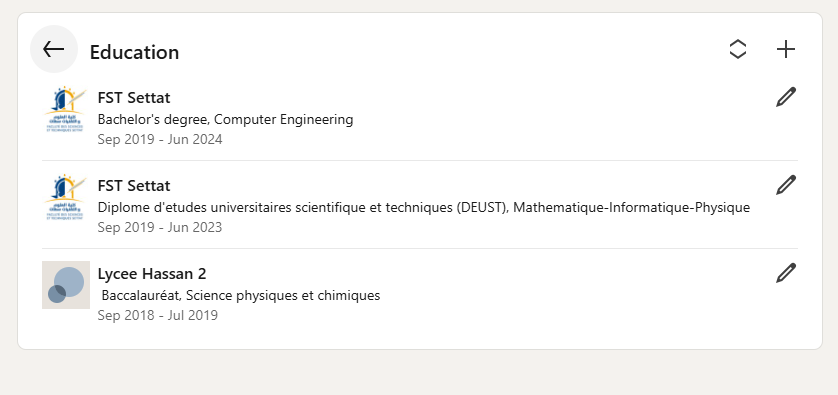 Education
FST Settat
Bachelor's degree, Computer Engineering
Sep 2019 - Jun 2024
FST Settat
Diplome d'etudes universitaires scientifique et techniques (DEUST), Mathematique-Informatique-Physique
Sep 2019 - Jun 2023
Lycee Hassan 2
Baccalauréat, Science physiques et chimiques
Sep 2018 - Jul 2019